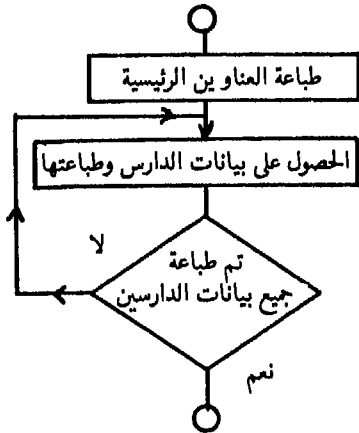 طباعة العناوين الرئيسية
الحصول على بيانات الدارس وطباعتها
لا
تم طباعة
جميع بيانات الدارسين
نعم